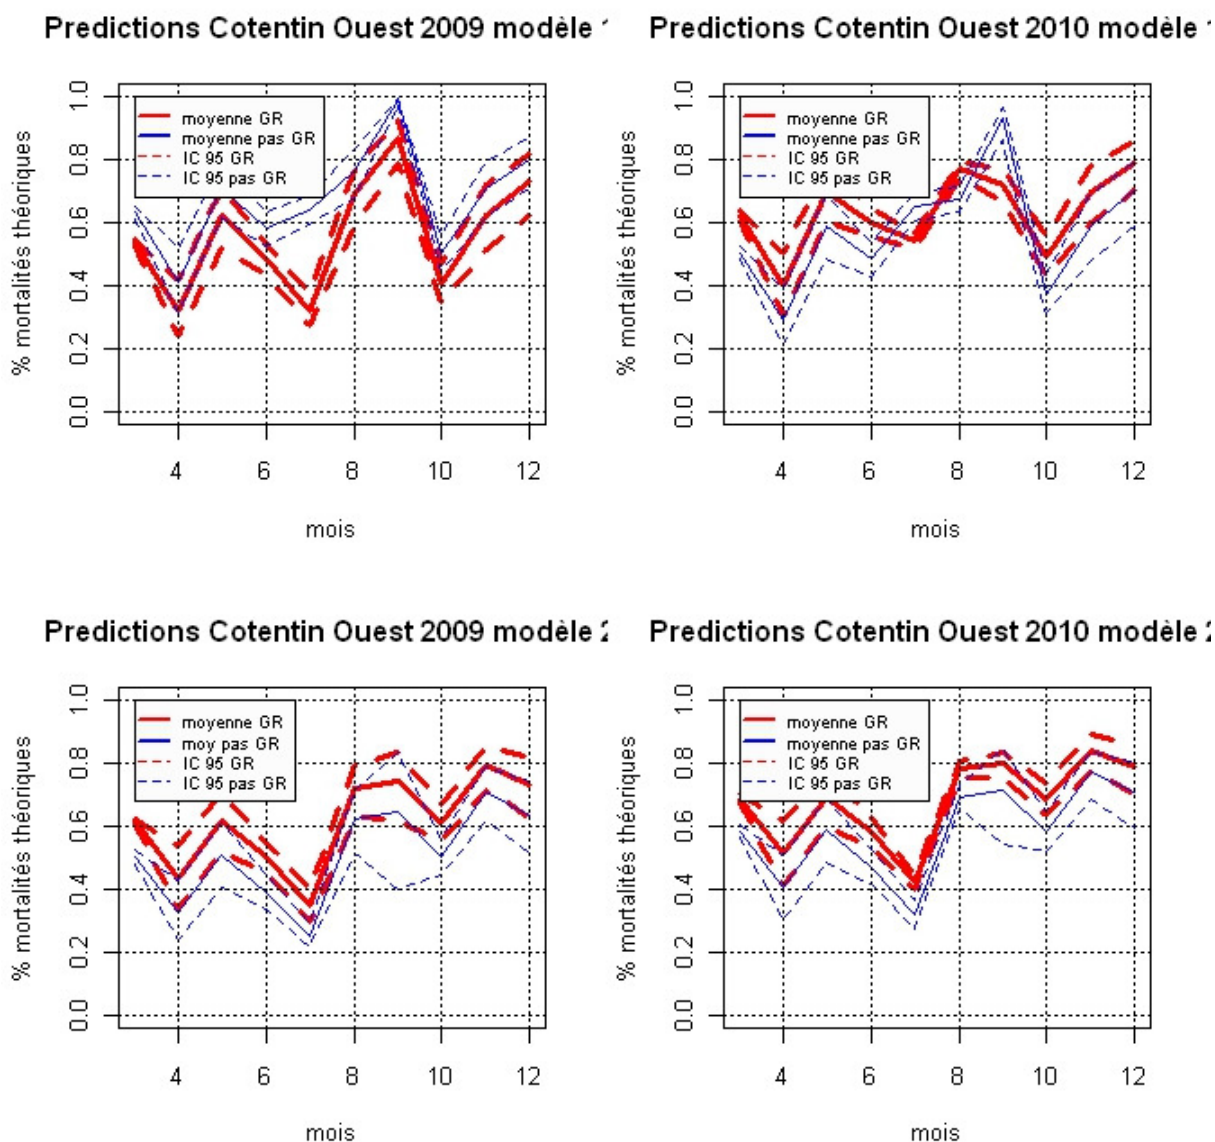 Predictions Cotentin Ouest 2009 modèle 1
% mortalités théoriques
1.0
0.8
0.6
0.4
0.2
0.0
moyenne GR
moyenne pas GR
IC 95 GR
IC 95 pas GR
4 6 8 10 12
mois
Predictions Cotentin Ouest 2010 modèle 1
% mortalités théoriques
1.0
0.8
0.6
0.4
0.2
0.0
moyenne GR
moyenne pas GR
IC 95 GR
IC 95 pas GR
4 6 8 10 12
mois
Predictions Cotentin Ouest 2009 modèle 2
% mortalités théoriques
1.0
0.8
0.6
0.4
0.2
0.0
moyenne GR
moy pas GR
IC 95 GR
IC 95 pas GR
4 6 8 10 12
mois
Predictions Cotentin Ouest 2010 modèle 2
% mortalités théoriques
1.0
0.8
0.6
0.4
0.2
0.0
moyenne GR
moyenne pas GR
IC 95 GR
IC 95 pas GR
4 6 8 10 12
mois